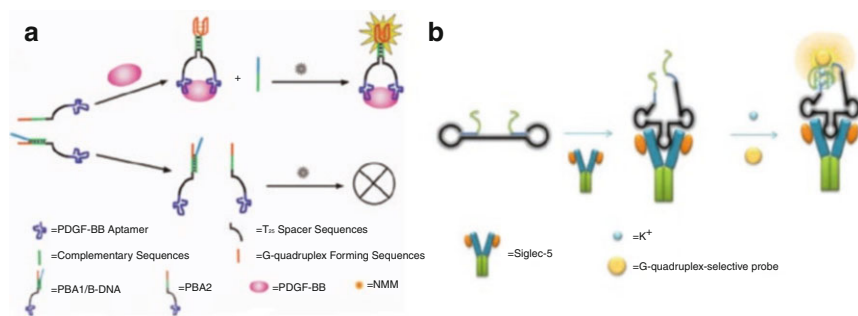 a
b
+
=PDGF-BB Aptamer
=T₂₅ Spacer Sequences
=Complementary Sequences
=G-quadruplex Forming Sequences
=PBA1/B-DNA
=PBA2
=PDGF-BB
=NMM
=Siglec-5
=K⁺
=G-quadruplex-selective probe